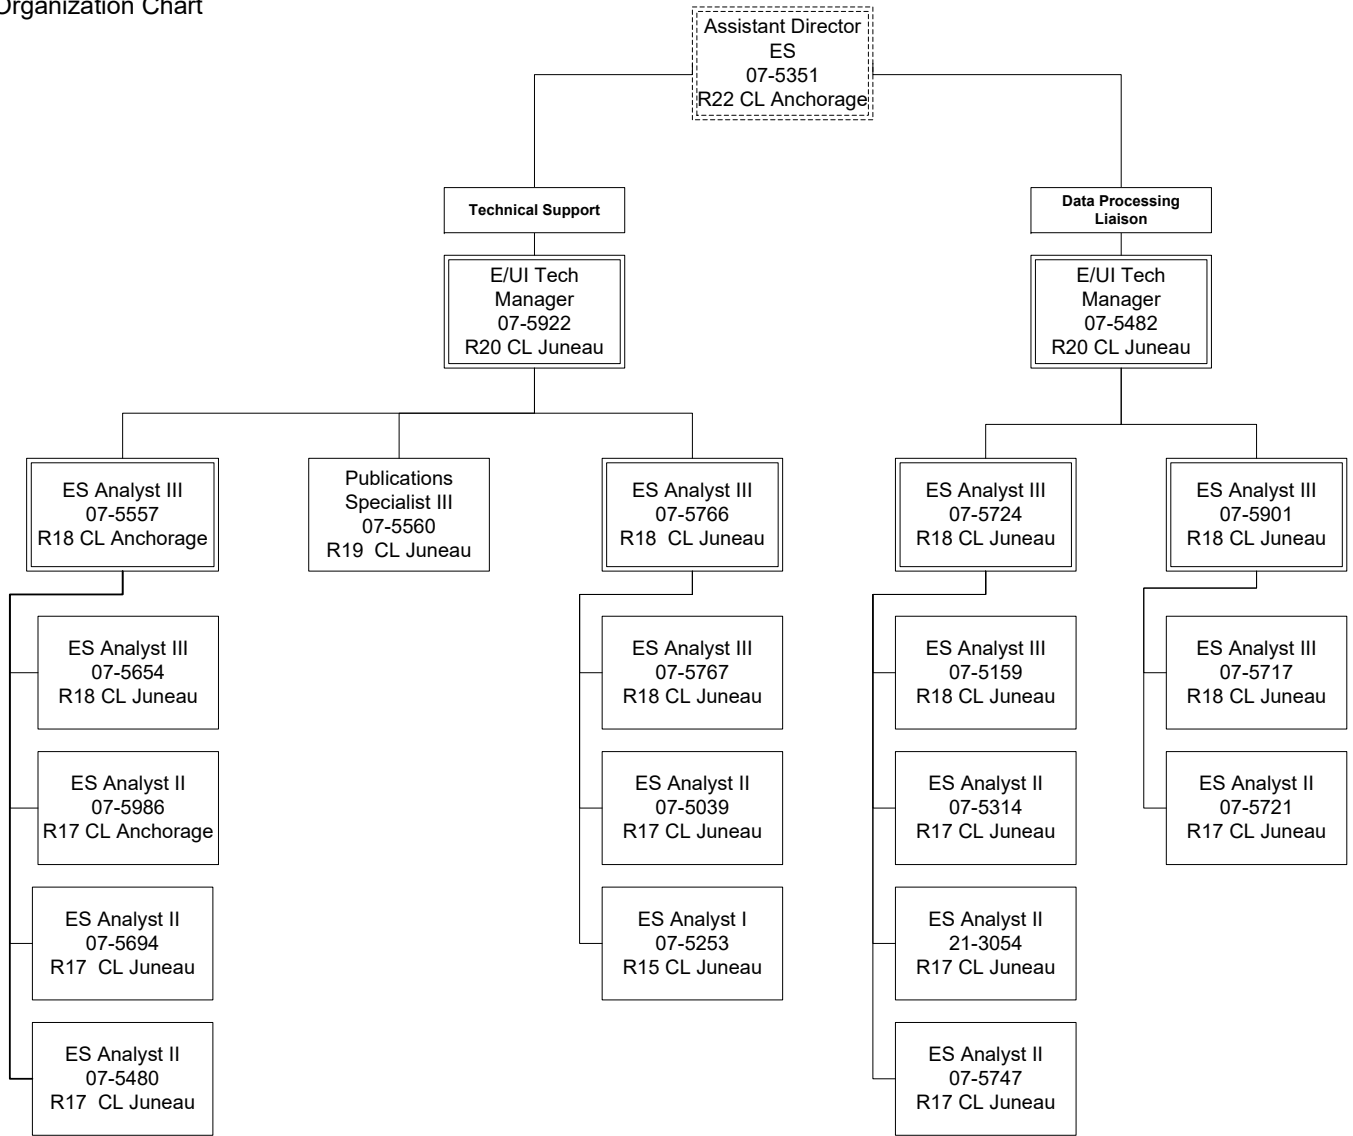 Organization Chart
Assistant Director
ES
07-5351
R22 CL Anchorage
Technical Support
Data Processing
Liaison
E/UI Tech
Manager
07-5922
R20 CL Juneau
E/UI Tech
Manager
07-5482
R20 CL Juneau
ES Analyst III
07-5557
R18 CL Anchorage
Publications
Specialist III
07-5560
R19  CL Juneau
ES Analyst III
07-5766
R18  CL Juneau
ES Analyst III
07-5724
R18 CL Juneau
ES Analyst III
07-5901
R18 CL Juneau
ES Analyst III
07-5654
R18 CL Juneau
ES Analyst III
07-5767
R18 CL Juneau
ES Analyst III
07-5159
R18 CL Juneau
ES Analyst III
07-5717
R18 CL Juneau
ES Analyst II
07-5986
R17 CL Anchorage
ES Analyst II
07-5039
R17 CL Juneau
ES Analyst II
07-5314
R17 CL Juneau
ES Analyst II
07-5721
R17 CL Juneau
ES Analyst II
07-5694
R17  CL Juneau
ES Analyst I
07-5253
R15 CL Juneau
ES Analyst II
21-3054
R17 CL Juneau
ES Analyst II
07-5480
R17  CL Juneau
ES Analyst II
07-5747
R17 CL Juneau